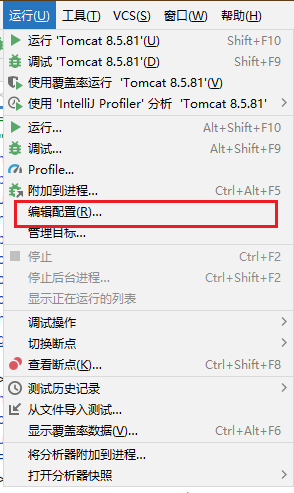 运行(U) 工具(T) VCS(S) 窗口(W) 帮助(H)
运行 'Tomcat 8.5.81'(U) Shift+F10
调试 'Tomcat 8.5.81'(D) Shift+F9
使用覆盖率运行 'Tomcat 8.5.81'(V)
使用 'IntelliJ Profiler' 分析 'Tomcat 8.5.81'
运行... Alt+Shift+F10
调试... Alt+Shift+F9
Profile...
附加到进程... Ctrl+Alt+F5
编辑配置(R)...
管理目标...
停止 Ctrl+F2
停止后台进程... Ctrl+Shift+F2
显示正在运行的列表
调试操作
切换断点
查看断点(K)... Ctrl+Shift+F8
测试历史记录
从文件导入测试...
显示覆盖率数据(V)... Ctrl+Alt+F6
将分析器附加到进程...
打开分析器快照